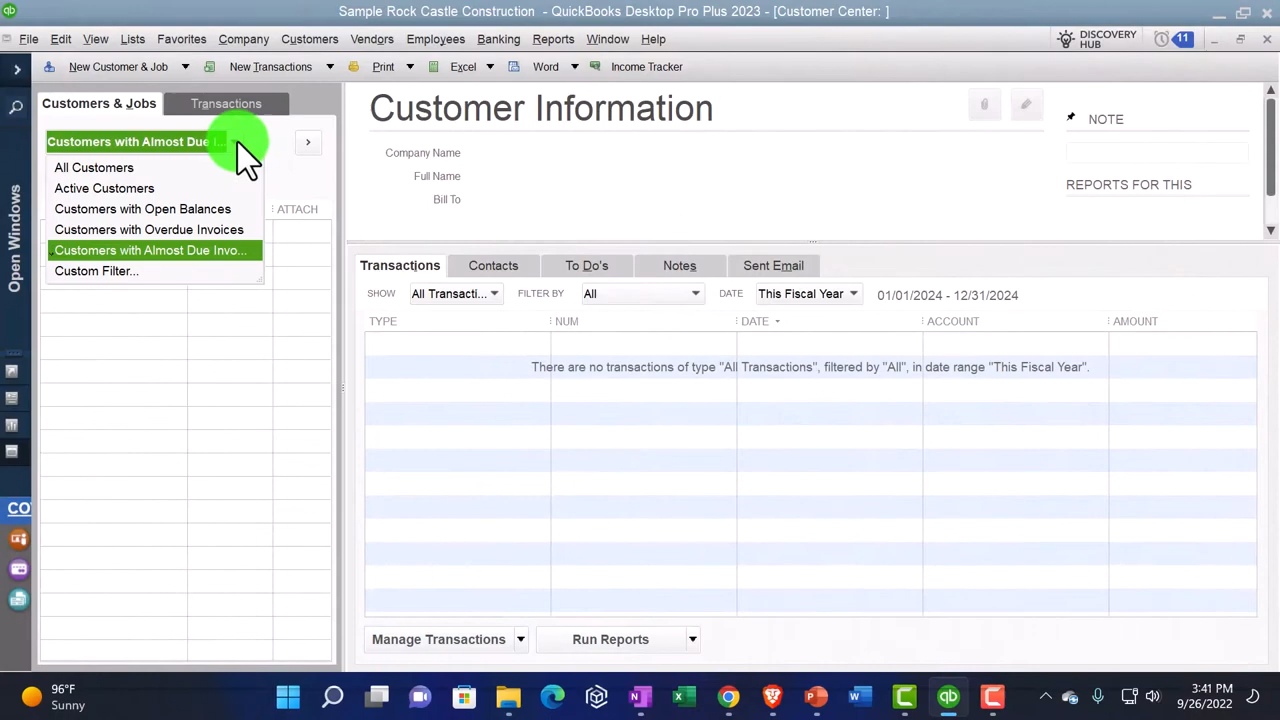 Sample Rock Castle Construction - QuickBooks Desktop Pro Plus 2023 - [Customer Center: ]
File Edit View Lists Favorites Company Customers Vendors Employees Banking Reports Window Help
DISCOVERY HUB 11
New Customer & Job New Transactions Print Excel Word Income Tracker
Customers & Jobs Transactions
Customers with Almost Due I...
All Customers
Active Customers
Customers with Open Balances
Customers with Overdue Invoices
Customers with Almost Due Invo...
Custom Filter...
ATTACH
Open Windows
CO
Customer Information
Company Name
Full Name
Bill To
NOTE
REPORTS FOR THIS
Transactions Contacts To Do's Notes Sent Email
SHOW All Transacti... FILTER BY All DATE This Fiscal Year 01/01/2024 - 12/31/2024
TYPE NUM DATE ACCOUNT AMOUNT
There are no transactions of type "All Transactions", filtered by "All", in date range "This Fiscal Year".
Manage Transactions Run Reports
96°F
Sunny
3:41 PM
9/26/2022